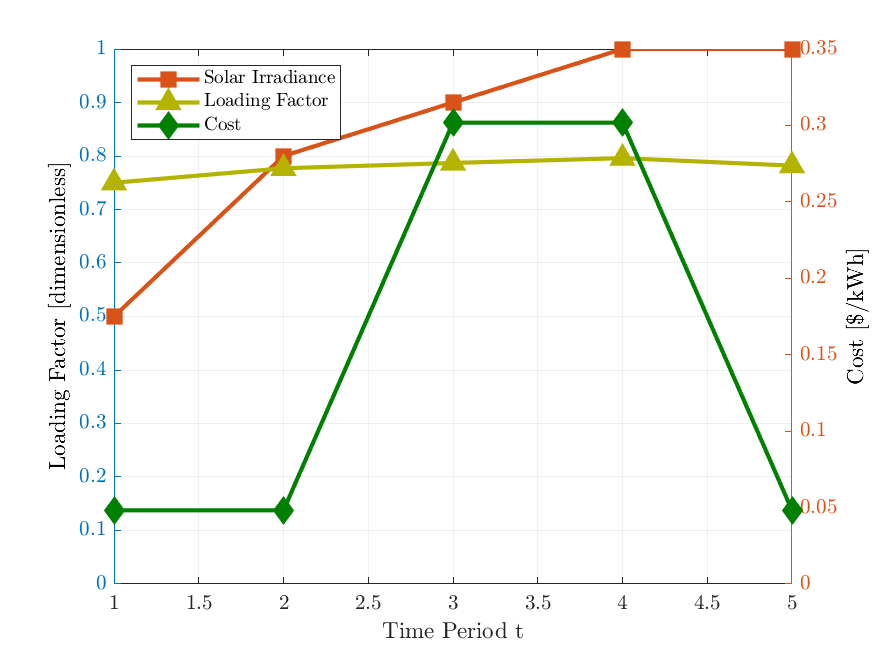 Solar Irradiance
Loading Factor
Cost
Loading Factor [dimensionless]
1
0.9
0.8
0.7
0.6
0.5
0.4
0.3
0.2
0.1
0
0.35
0.3
0.25
0.2
0.15
0.1
0.05
0
Cost [$/kWh]
1 1.5 2 2.5 3 3.5 4 4.5 5
Time Period t